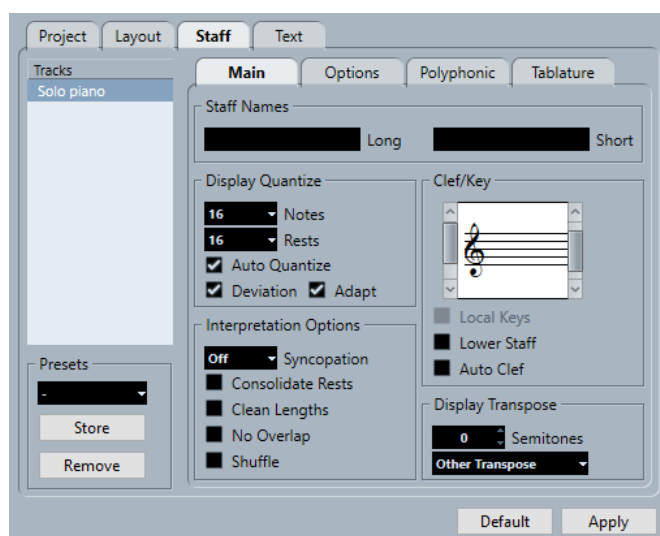 Project Layout Staff Text
Tracks
Solo piano
Presets
-
Store
Remove
Main Options Polyphonic Tablature
Staff Names
Long Short
Display Quantize
16 Notes
16 Rests
Auto Quantize
Deviation Adapt
Interpretation Options
Off Syncopation
Consolidate Rests
Clean Lengths
No Overlap
Shuffle
Clef/Key
Local Keys
Lower Staff
Auto Clef
Display Transpose
0 Semitones
Other Transpose
Default Apply